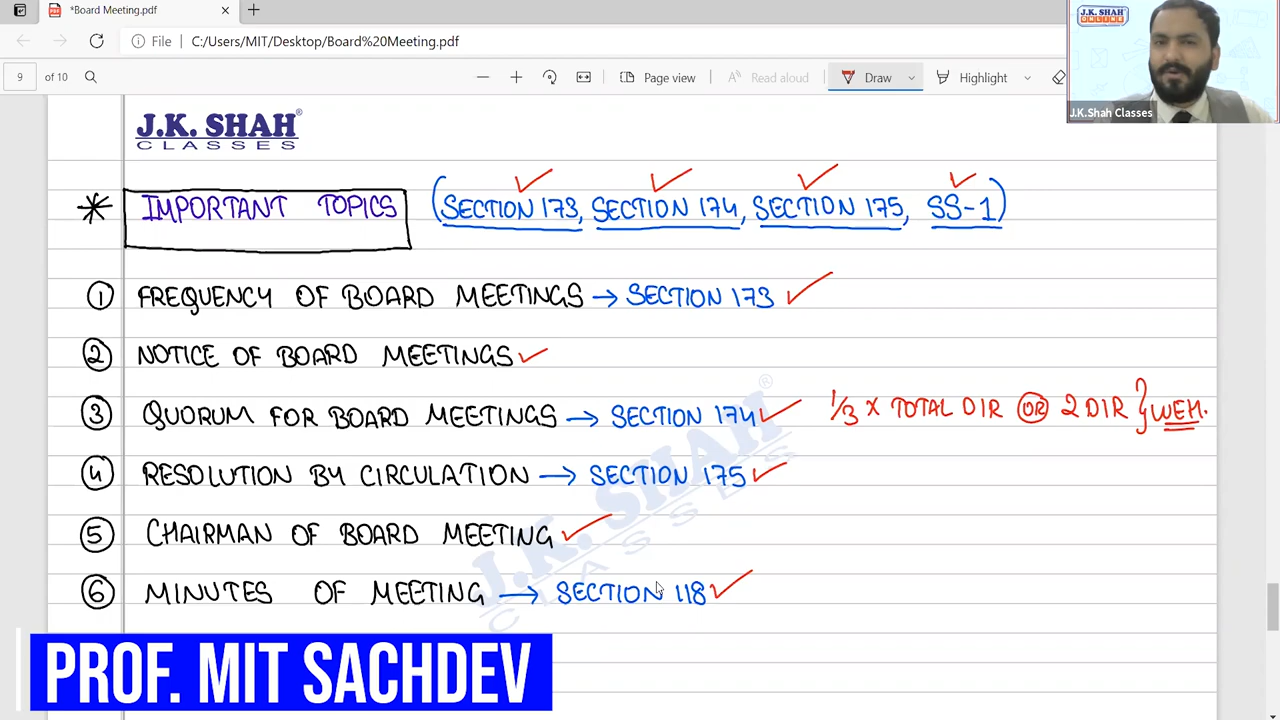 *Board Meeting.pdf
File C:/Users/MIT/Desktop/Board%20Meeting.pdf
9 of 10 Page view Read aloud Draw Highlight
J.K. SHAH ONLINE
J.K.Shah Classes
J.K. SHAH®
CLASSES
* IMPORTANT TOPICS (SECTION 173, SECTION 174, SECTION 175, SS-1)
① FREQUENCY OF BOARD MEETINGS → SECTION 173
② NOTICE OF BOARD MEETINGS
③ QUORUM FOR BOARD MEETINGS → SECTION 174 1/3 x TOTAL DIR OR 2 DIR } WEH.
④ RESOLUTION BY CIRCULATION → SECTION 175
⑤ CHAIRMAN OF BOARD MEETING
⑥ MINUTES OF MEETING → SECTION 118
J.K. SHAH®
CLASSES
PROF. MIT SACHDEV